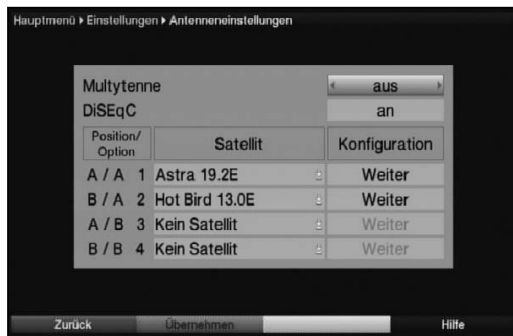 Hauptmenü ▸ Einstellungen ▸ Antenneneinstellungen
Multytenne aus
DiSEqC an
Position/
Option Satellit Konfiguration
A / A 1 Astra 19.2E Weiter
B / A 2 Hot Bird 13.0E Weiter
A / B 3 Kein Satellit Weiter
B / B 4 Kein Satellit Weiter
Zurück Übernehmen Hilfe